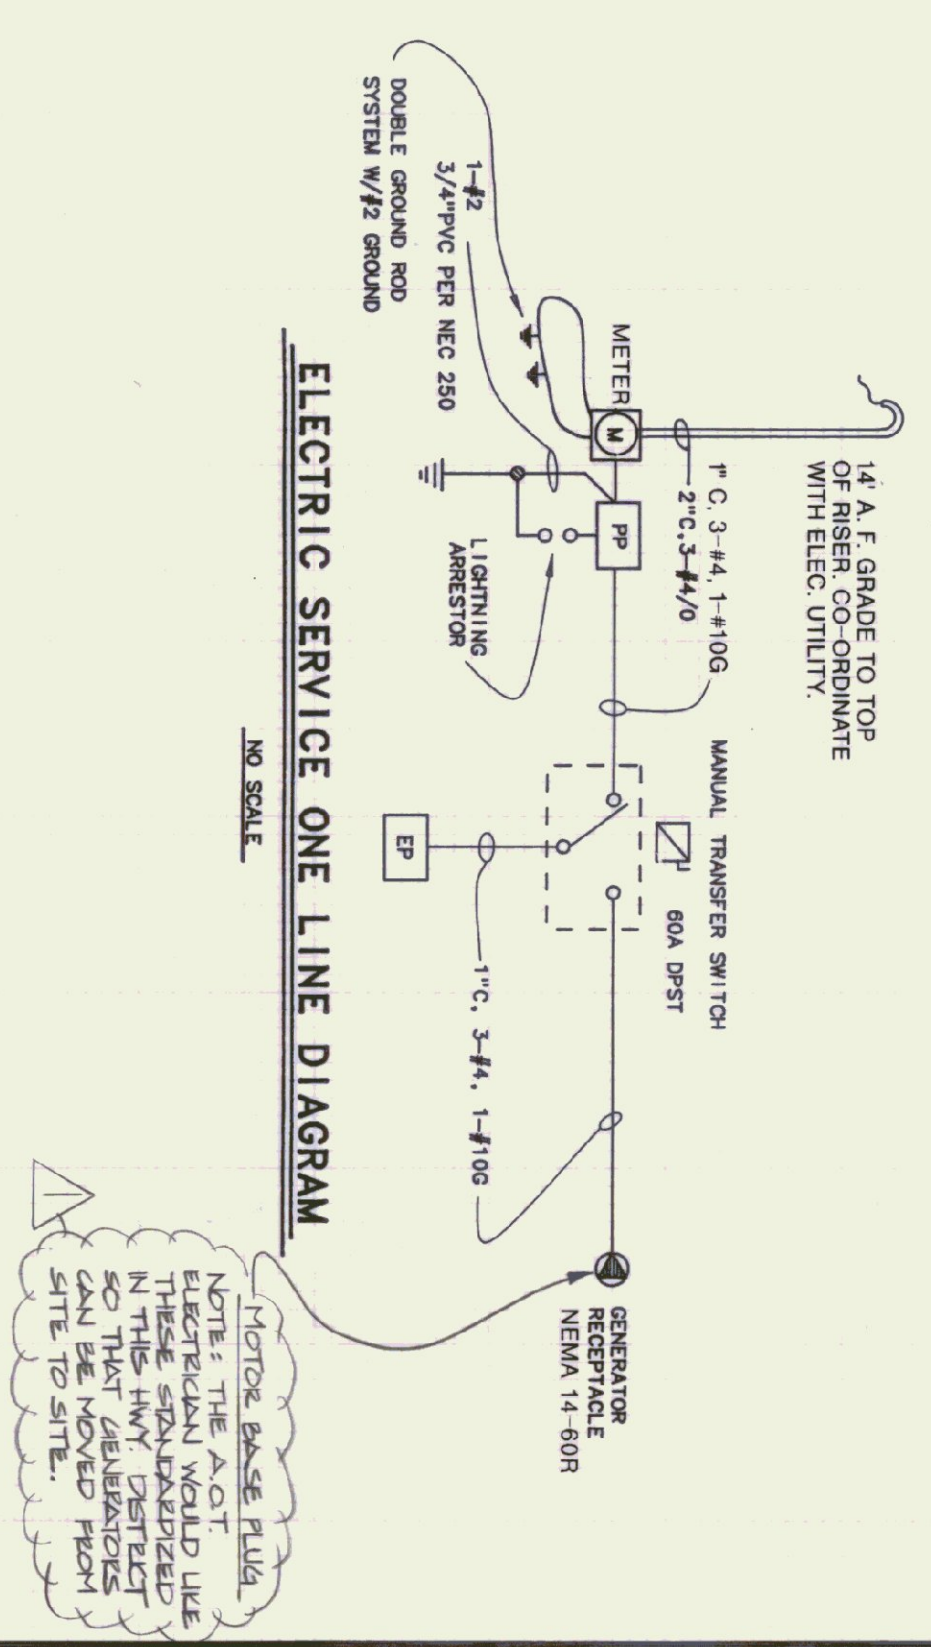 14' A. F. GRADE TO TOP
OF RISER. CO-ORDINATE
WITH ELEC. UTILITY.
1" C, 3-#4, 1-#10G
2"C,3-#4/0
METER
M
PP
MANUAL TRANSFER SWITCH
60A DPST
GENERATOR
RECEPTACLE
NEMA 14-60R
1-#2
3/4"PVC PER NEC 250
DOUBLE GROUND ROD
SYSTEM W/#2 GROUND
LIGHTNING
ARRESTOR
EP
1"C, 3-#4, 1-#10G
ELECTRIC SERVICE ONE LINE DIAGRAM
NO SCALE
1
MOTOR BASE PLUG
NOTE: THE A.O.T.
ELECTRICIAN WOULD LIKE
THESE STANDARDIZED
IN THIS HWY. DISTRICT
SO THAT GENERATORS
CAN BE MOVED FROM
SITE TO SITE.